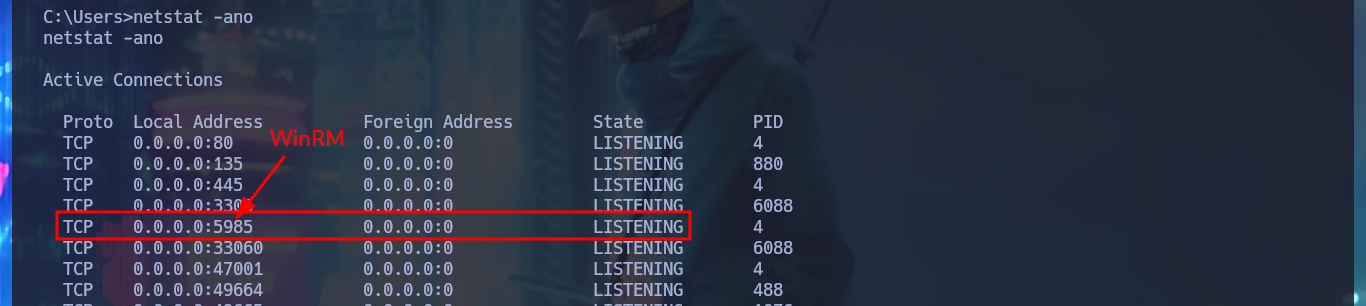 C:\Users>netstat -ano
netstat -ano
Active Connections
Proto Local Address Foreign Address State PID
WinRM
TCP 0.0.0.0:80 0.0.0.0:0 LISTENING 4
TCP 0.0.0.0:135 0.0.0.0:0 LISTENING 880
TCP 0.0.0.0:445 0.0.0.0:0 LISTENING 4
TCP 0.0.0.0:0 LISTENING 6088
TCP 0.0.0.0:5985 0.0.0.0:0 LISTENING 4
TCP 0.0.0.0:33060 0.0.0.0:0 LISTENING 6088
TCP 0.0.0.0:47001 0.0.0.0:0 LISTENING 4
TCP 0.0.0.0:49664 0.0.0.0:0 LISTENING 488